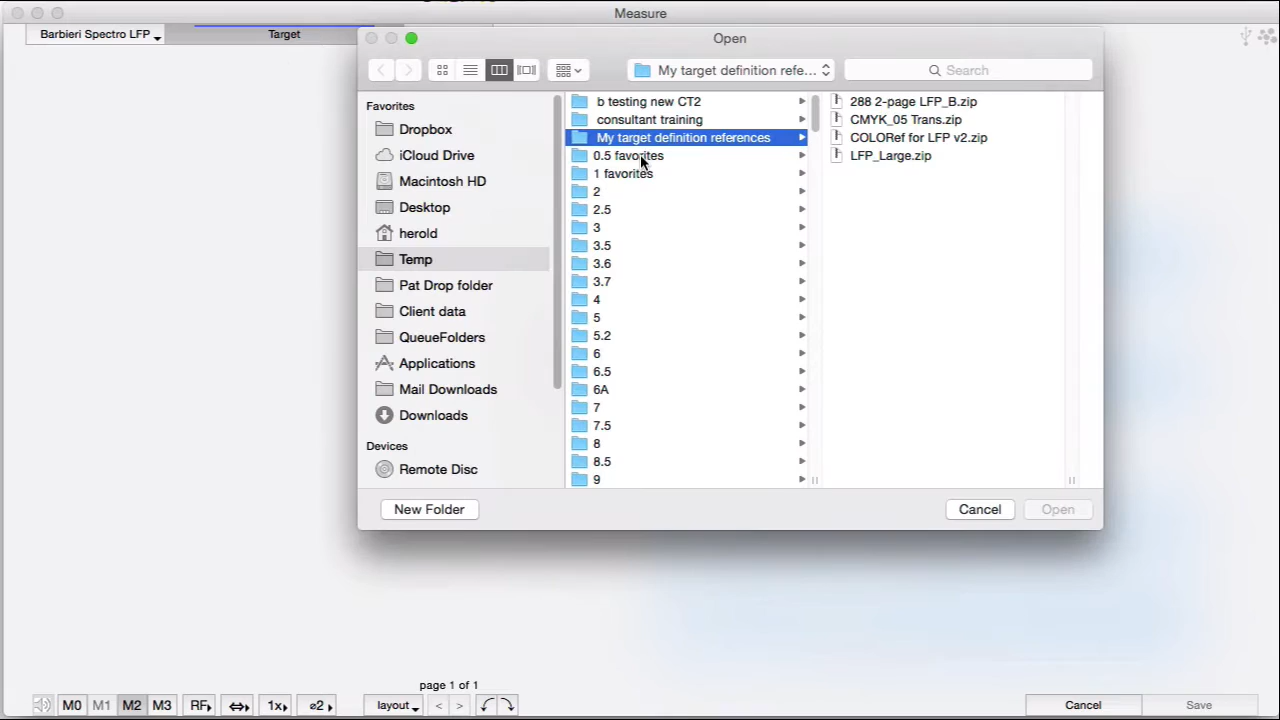 Measure
Barbieri Spectro LFP
Target
Open
My target definition refe...
Search
Favorites
Dropbox
iCloud Drive
Macintosh HD
Desktop
herold
Temp
Pat Drop folder
Client data
QueueFolders
Applications
Mail Downloads
Downloads
Devices
Remote Disc
b testing new CT2
consultant training
My target definition references
0.5 favorites
1 favorites
2
2.5
3
3.5
3.6
3.7
4
5
5.2
6
6.5
6A
7
7.5
8
8.5
9
288 2-page LFP_B.zip
CMYK_05 Trans.zip
COLORef for LFP v2.zip
LFP_Large.zip
New Folder
Cancel
Open
page 1 of 1
M0 M1 M2 M3 RF 1x ⌀2 layout < >
Cancel
Save